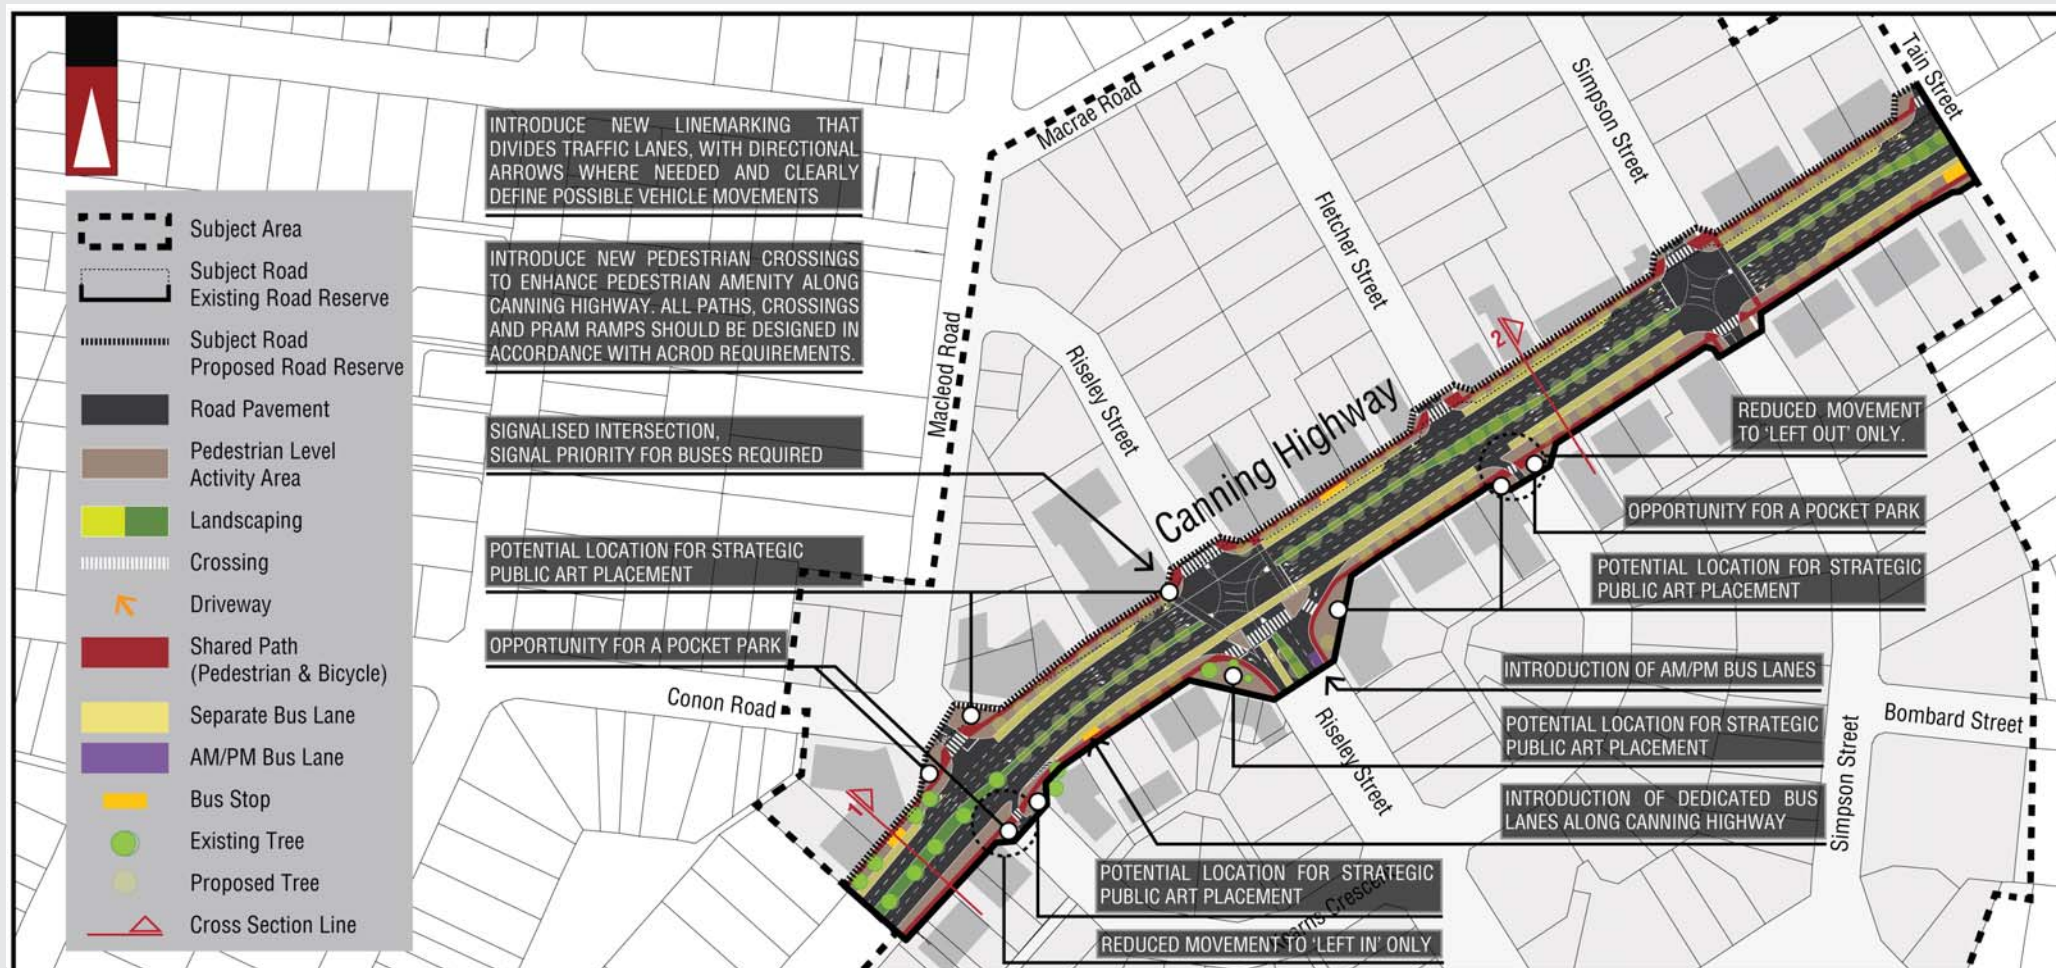 Subject Area
Subject Road
Existing Road Reserve
Subject Road
Proposed Road Reserve
Road Pavement
Pedestrian Level
Activity Area
Landscaping
Crossing
Driveway
Shared Path
(Pedestrian & Bicycle)
Separate Bus Lane
AM/PM Bus Lane
Bus Stop
Existing Tree
Proposed Tree
Cross Section Line
INTRODUCE NEW LINEMARKING THAT
DIVIDES TRAFFIC LANES, WITH DIRECTIONAL
ARROWS WHERE NEEDED AND CLEARLY
DEFINE POSSIBLE VEHICLE MOVEMENTS
INTRODUCE NEW PEDESTRIAN CROSSINGS
TO ENHANCE PEDESTRIAN AMENITY ALONG
CANNING HIGHWAY. ALL PATHS, CROSSINGS
AND PRAM RAMPS SHOULD BE DESIGNED IN
ACCORDANCE WITH ACROD REQUIREMENTS.
SIGNALISED INTERSECTION,
SIGNAL PRIORITY FOR BUSES REQUIRED
POTENTIAL LOCATION FOR STRATEGIC
PUBLIC ART PLACEMENT
OPPORTUNITY FOR A POCKET PARK
Conon Road
Macleod Road
Macrae Road
Riseley Street
Fletcher Street
Simpson Street
Tain Street
Canning Highway
2
1
REDUCED MOVEMENT
TO 'LEFT OUT' ONLY.
OPPORTUNITY FOR A POCKET PARK
POTENTIAL LOCATION FOR STRATEGIC
PUBLIC ART PLACEMENT
INTRODUCTION OF AM/PM BUS LANES
POTENTIAL LOCATION FOR STRATEGIC
PUBLIC ART PLACEMENT
INTRODUCTION OF DEDICATED BUS
LANES ALONG CANNING HIGHWAY
Riseley Street
Simpson Street
Bombard Street
POTENTIAL LOCATION FOR STRATEGIC
PUBLIC ART PLACEMENT
REDUCED MOVEMENT TO 'LEFT IN' ONLY